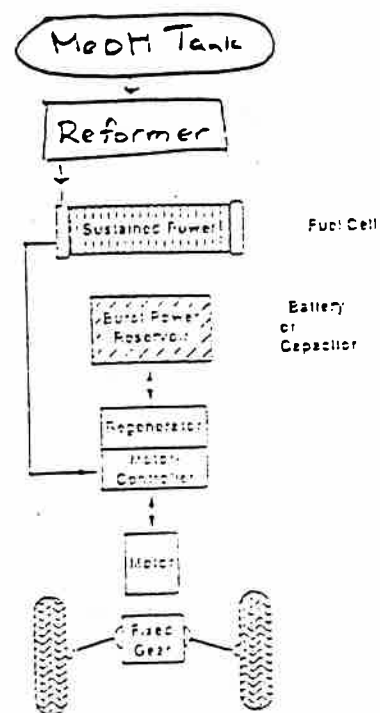 MeOH Tank
Reformer
Sustained Power
Fuel Cell
Burst Power
Reservoir
Battery
or
Capacitor
Regenerator
Motor
Controller
Motor
Fixed
Gear